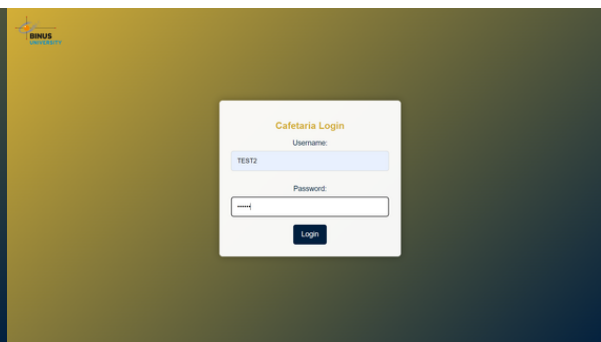 BINUS
UNIVERSITY
Cafetaria Login
Username:
TEST2
Password:
••••••
Login